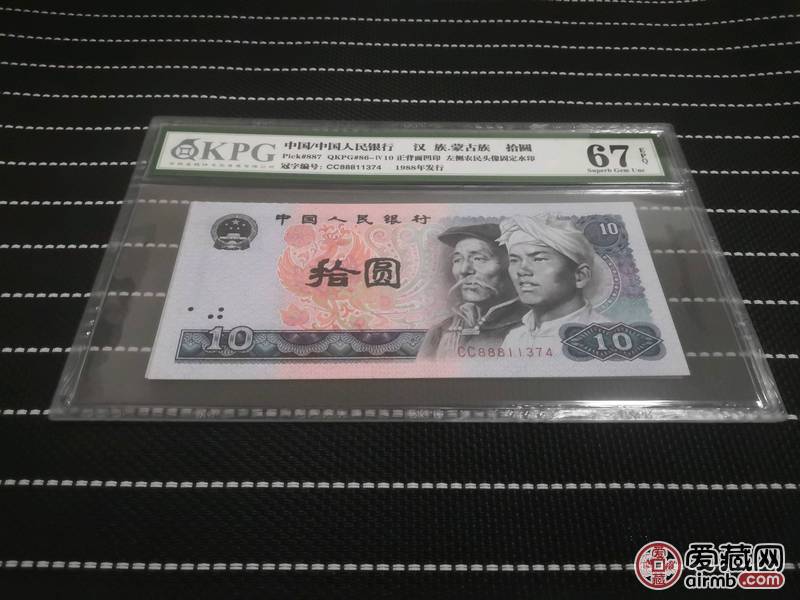 QKPG
中国/中国人民银行 汉 族.蒙古族 拾圆
Pick#887 QKPG#86-IV10 正背面凹印 左侧农民头像固定水印
冠字编号: CC88811374 1988年发行
67 EPQ
Superb Gem Unc
中国人民银行
10
拾圆
10
CC88811374
10
爱藏网
airmb.com